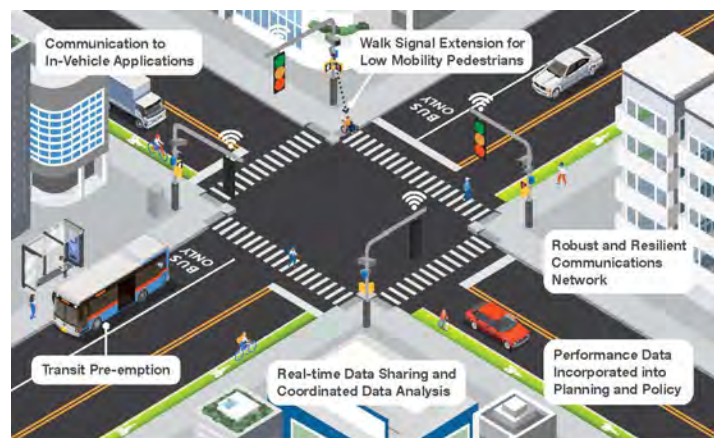 Communication to
In-Vehicle Applications
Walk Signal Extension for
Low Mobility Pedestrians
BUS
ONLY
BUS
ONLY
Robust and Resilient
Communications
Network
Transit Pre-emption
Real-time Data Sharing and
Coordinated Data Analysis
Performance Data
Incorporated into
Planning and Policy